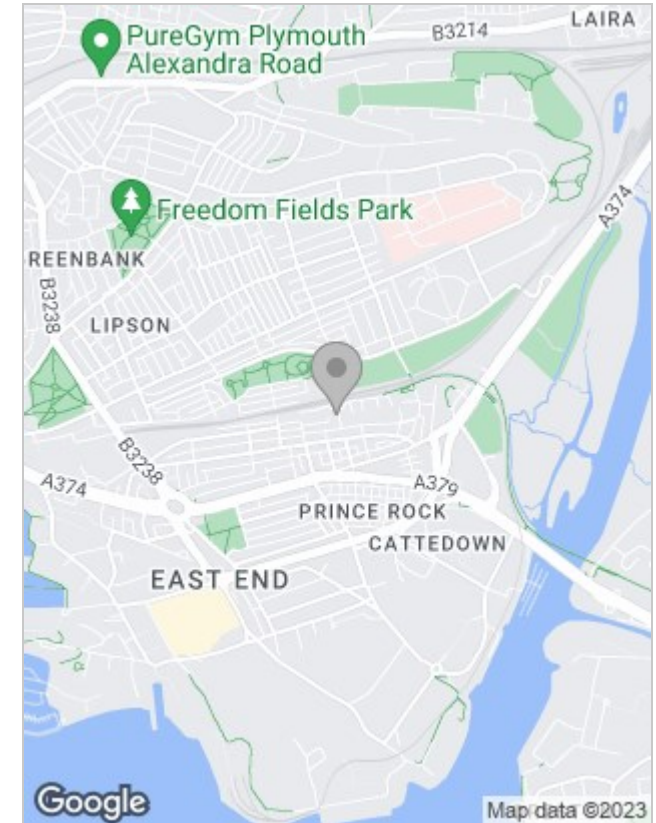 LAIRA
B3214
PureGym Plymouth
Alexandra Road
A374
Freedom Fields Park
REENBANK
B3238
LIPSON
B3238
A374
A379
PRINCE ROCK
CATTEDOWN
EAST END
Google
Map data ©2023